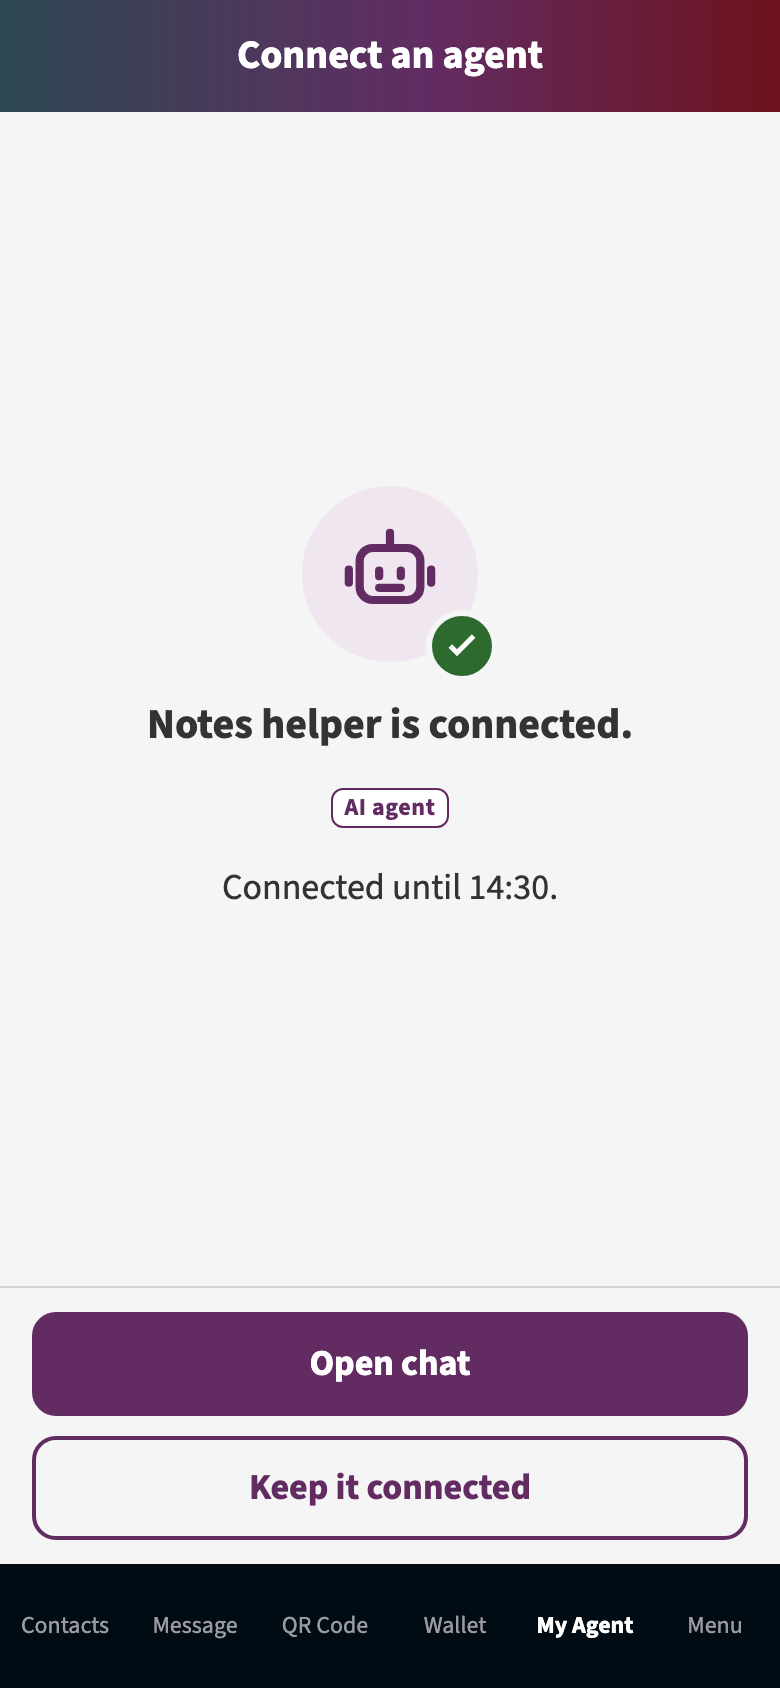 Connect an agent
Notes helper is connected.
AI agent
Connected until 14:30.
Open chat
Keep it connected
Contacts
Message
QR Code
Wallet
My Agent
Menu